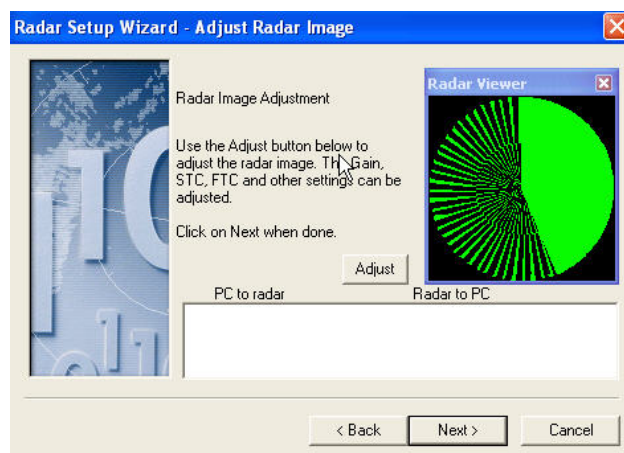 Radar Setup Wizard - Adjust Radar Image
Radar Viewer
Radar Image Adjustment
Use the Adjust button below to
adjust the radar image. The Gain,
STC, FTC and other settings can be
adjusted.
Click on Next when done.
Adjust
PC to radar
Radar to PC
< Back
Next >
Cancel